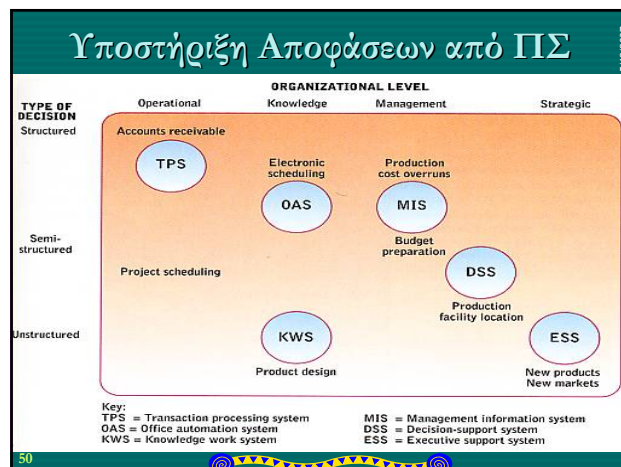 Υποστήριξη Αποφάσεων από ΠΣ
ORGANIZATIONAL LEVEL
TYPE OF
DECISION
Operational
Knowledge
Management
Strategic
Structured
Accounts receivable
TPS
Electronic
scheduling
OAS
Production
cost overruns
MIS
Semi-
structured
Budget
preparation
Project scheduling
DSS
Production
facility location
Unstructured
KWS
Product design
ESS
New products
New markets
Key:
TPS = Transaction processing system
OAS = Office automation system
KWS = Knowledge work system
MIS = Management information system
DSS = Decision-support system
ESS = Executive support system
50